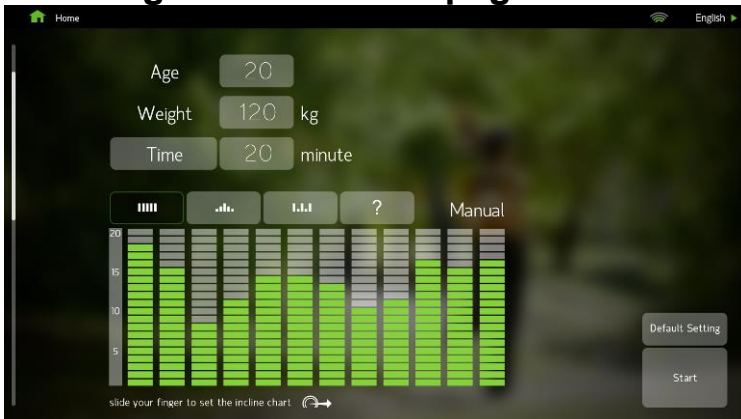 Home English
Age 20
Weight 120 kg
Time 20 minute
? Manual
20
15
10
5
Default Setting
Start
slide your finger to set the incline chart